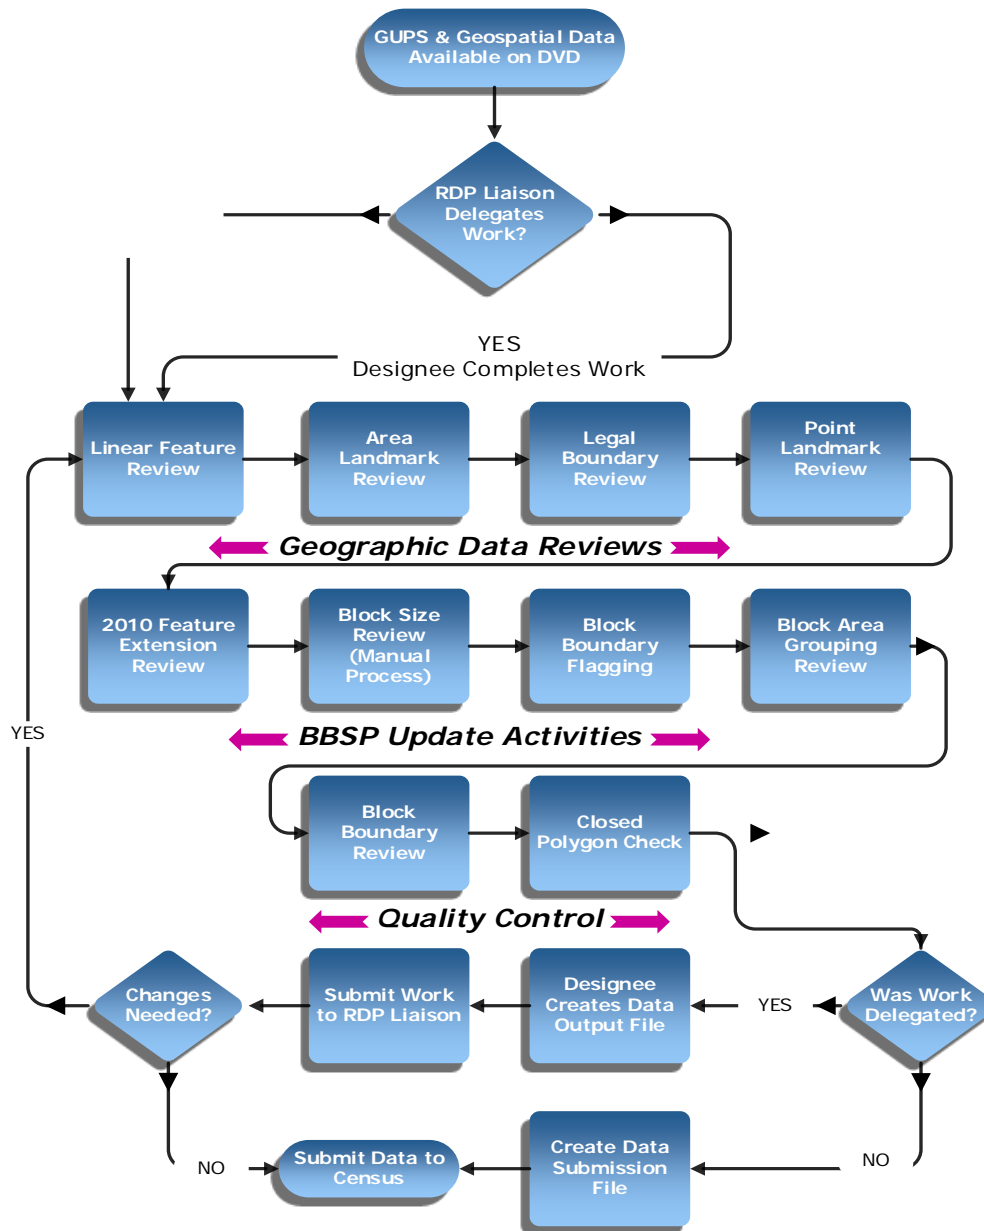 GUPS & Geospatial Data
Available on DVD
RDP Liaison
Delegates
Work?
YES
Designee Completes Work
Linear Feature
Review
Area
Landmark
Review
Legal
Boundary
Review
Point
Landmark
Review
Geographic Data Reviews
2010 Feature
Extension
Review
Block Size
Review
(Manual
Process)
Block
Boundary
Flagging
Block Area
Grouping
Review
YES
BBSP Update Activities
Block
Boundary
Review
Closed
Polygon Check
Quality Control
Changes
Needed?
Submit Work
to RDP Liaison
Designee
Creates Data
Output File
YES
Was Work
Delegated?
NO
Submit Data to
Census
Create Data
Submission
File
NO